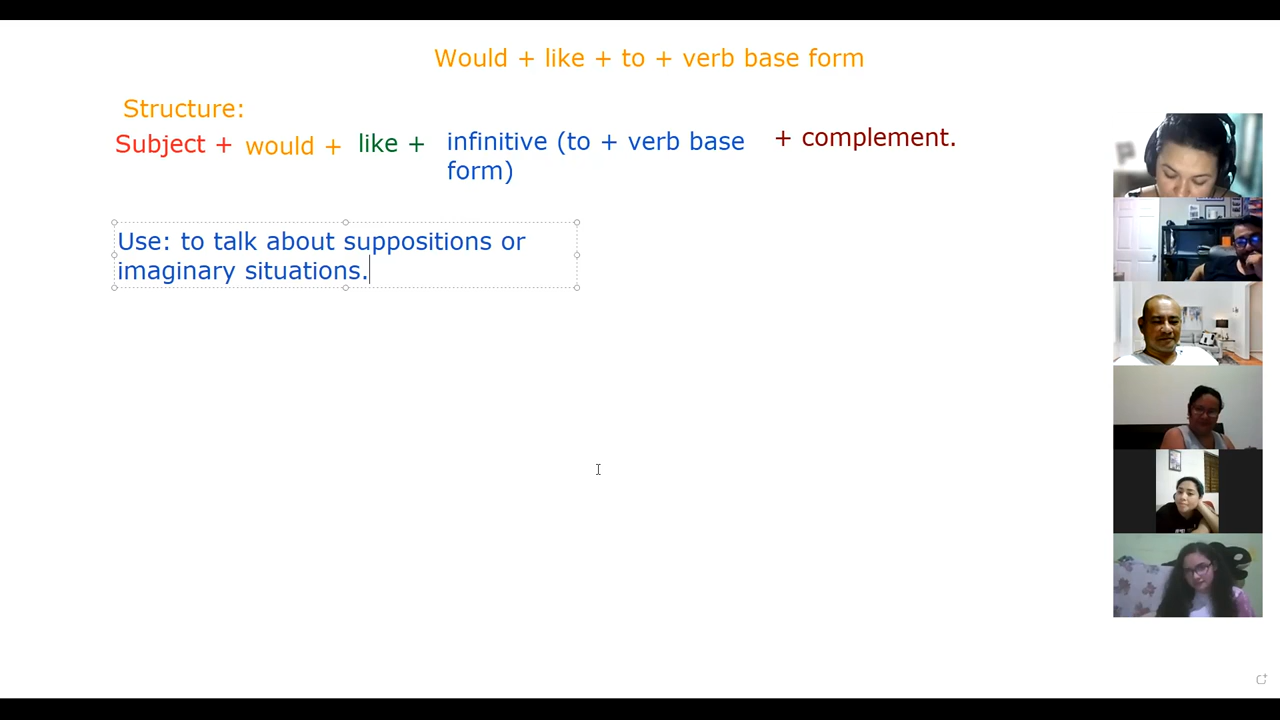 Would + like + to + verb base form
Structure:
Subject + would + like + infinitive (to + verb base + complement.
form)
Use: to talk about suppositions or
imaginary situations.